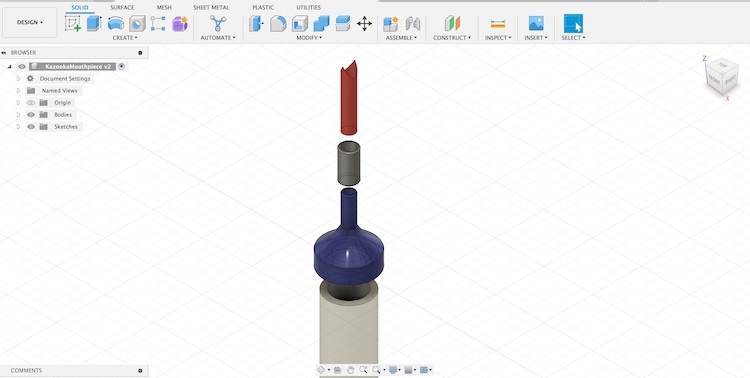 SOLID SURFACE MESH SHEET METAL PLASTIC UTILITIES
DESIGN
CREATE AUTOMATE MODIFY ASSEMBLE CONSTRUCT INSPECT INSERT SELECT
BROWSER
KazookaMouthpiece v2
Document Settings
Named Views
Origin
Bodies
Sketches
COMMENTS
Z
TOP
FRONT
X